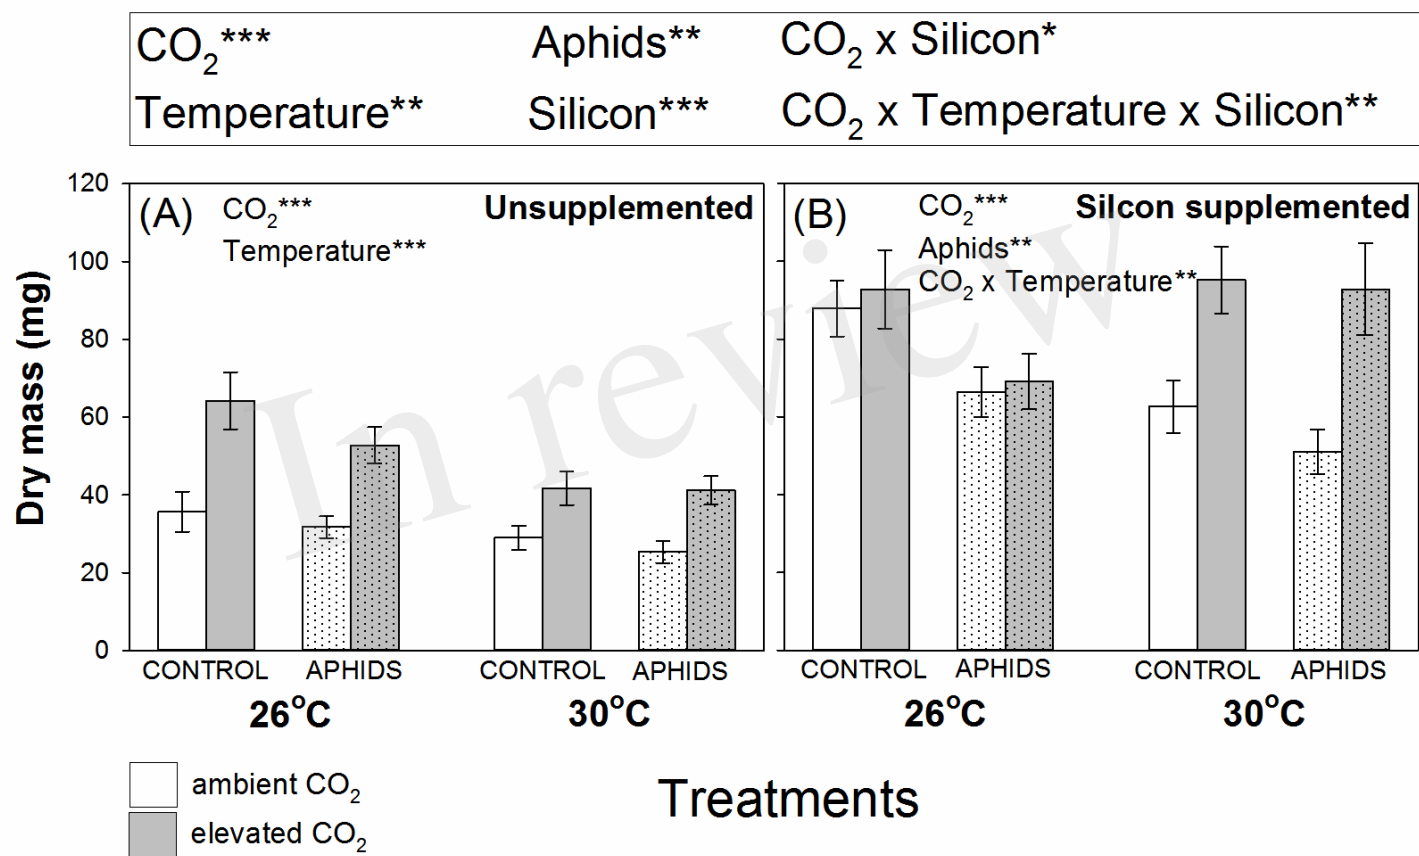 CO₂*** Aphids** CO₂ x Silicon*
Temperature** Silicon*** CO₂ x Temperature x Silicon**
120
100
80
60
40
20
0
Dry mass (mg)
(A) CO₂*** Unsupplemented
Temperature***
(B) CO₂*** Silcon supplemented
Aphids**
CO₂ x Temperature**
In review
CONTROL APHIDS CONTROL APHIDS CONTROL APHIDS CONTROL APHIDS
26°C 30°C 26°C 30°C
ambient CO₂
elevated CO₂
Treatments